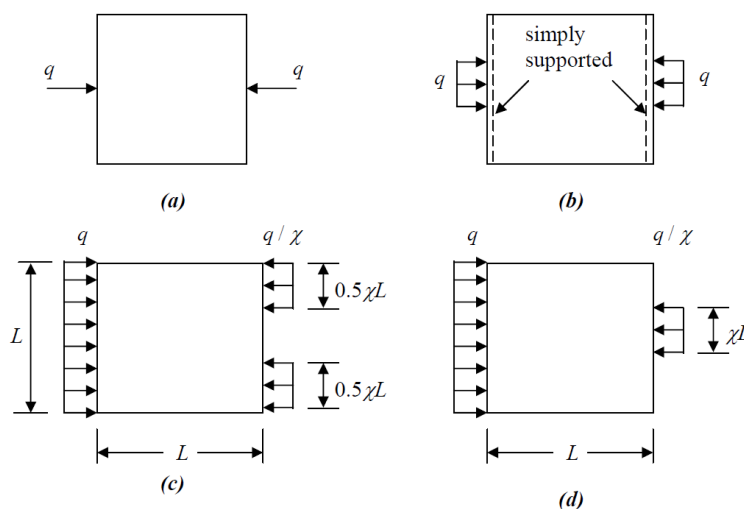 q
q
(a)
simply
supported
q
q
(b)
q
q / χ
L
0.5χL
0.5χL
L
(c)
q
q / χ
χL
L
(d)